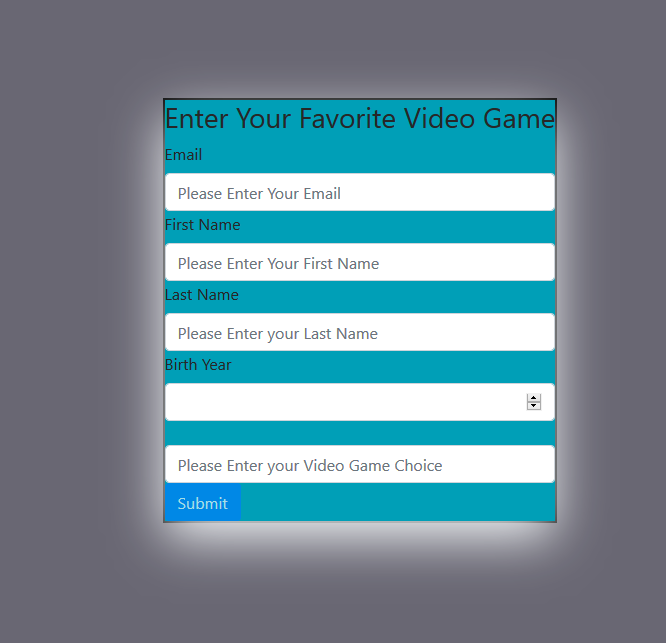 Enter Your Favorite Video Game
Email
Please Enter Your Email
First Name
Please Enter Your First Name
Last Name
Please Enter your Last Name
Birth Year
Please Enter your Video Game Choice
Submit